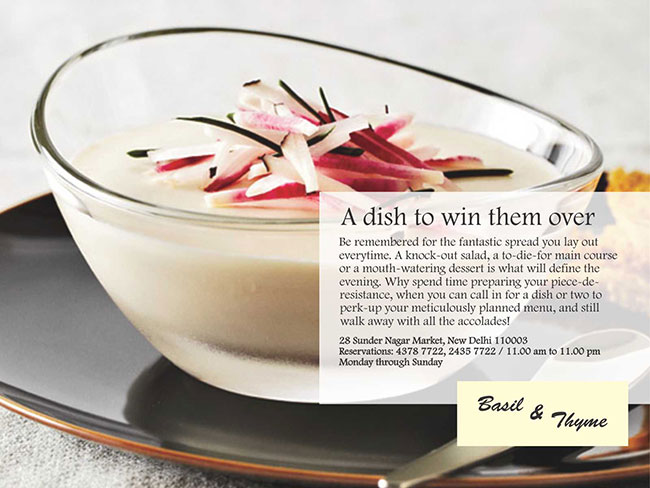 A dish to win them over
Be remembered for the fantastic spread you lay out
everytime. A knock-out salad, a to-die-for main course
or a mouth-watering dessert is what will define the
evening. Why spend time preparing your piece-de-
resistance, when you can call in for a dish or two to
perk-up your meticulously planned menu, and still
walk away with all the accolades!
28 Sunder Nagar Market, New Delhi 110003
Reservations: 4378 7722, 2435 7722 / 11.00 am to 11.00 pm
Monday through Sunday
Basil & Thyme